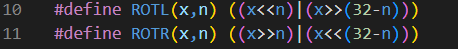 10 #define ROTL(x,n) ((x<<n)|(x>>(32-n)))
11 #define ROTR(x,n) ((x>>n)|(x<<(32-n)))